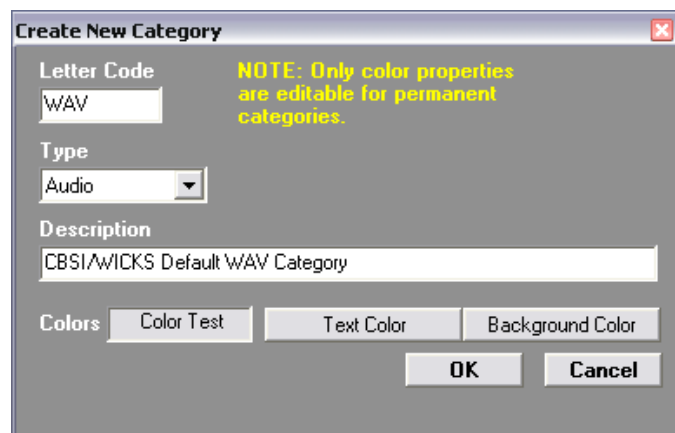 Create New Category
Letter Code
NOTE: Only color properties
are editable for permanent
categories.
WAV
Type
Audio
Description
CBSI/WICKS Default WAV Category
Colors Color Test Text Color Background Color
OK Cancel